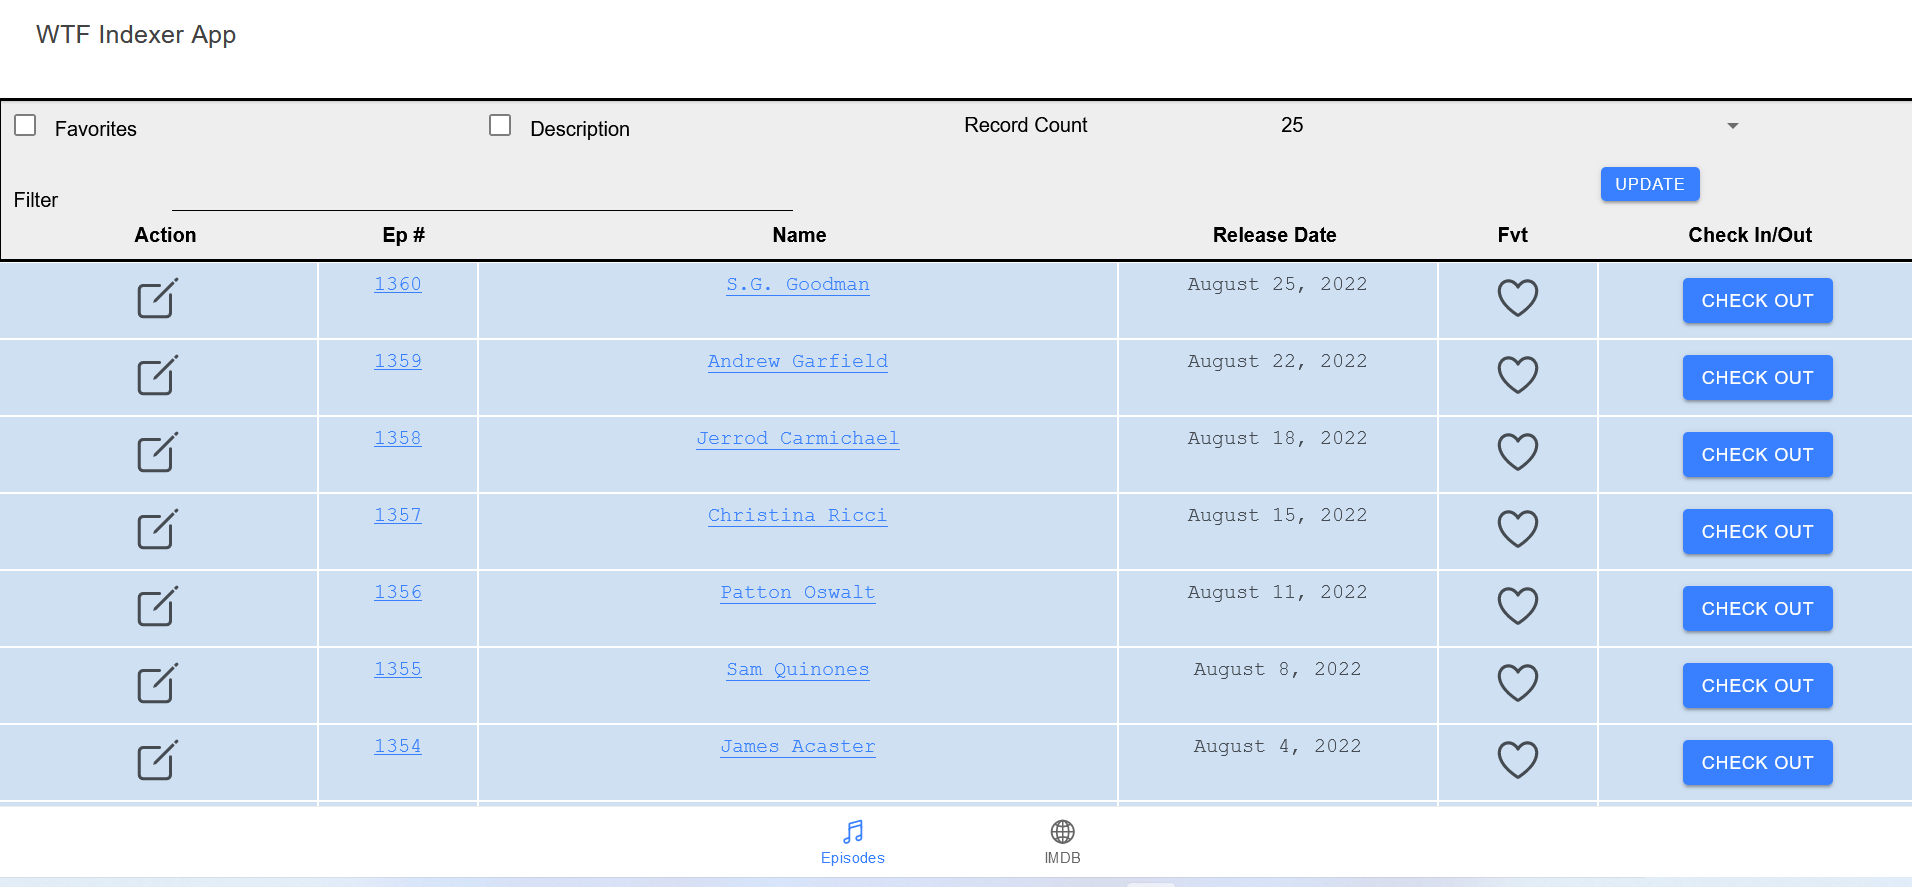 WTF Indexer App
Favorites Description Record Count 25
UPDATE
Filter
Action Ep # Name Release Date Fvt Check In/Out
1360 S.G. Goodman August 25, 2022 CHECK OUT
1359 Andrew Garfield August 22, 2022 CHECK OUT
1358 Jerrod Carmichael August 18, 2022 CHECK OUT
1357 Christina Ricci August 15, 2022 CHECK OUT
1356 Patton Oswalt August 11, 2022 CHECK OUT
1355 Sam Quinones August 8, 2022 CHECK OUT
1354 James Acaster August 4, 2022 CHECK OUT
Episodes IMDB